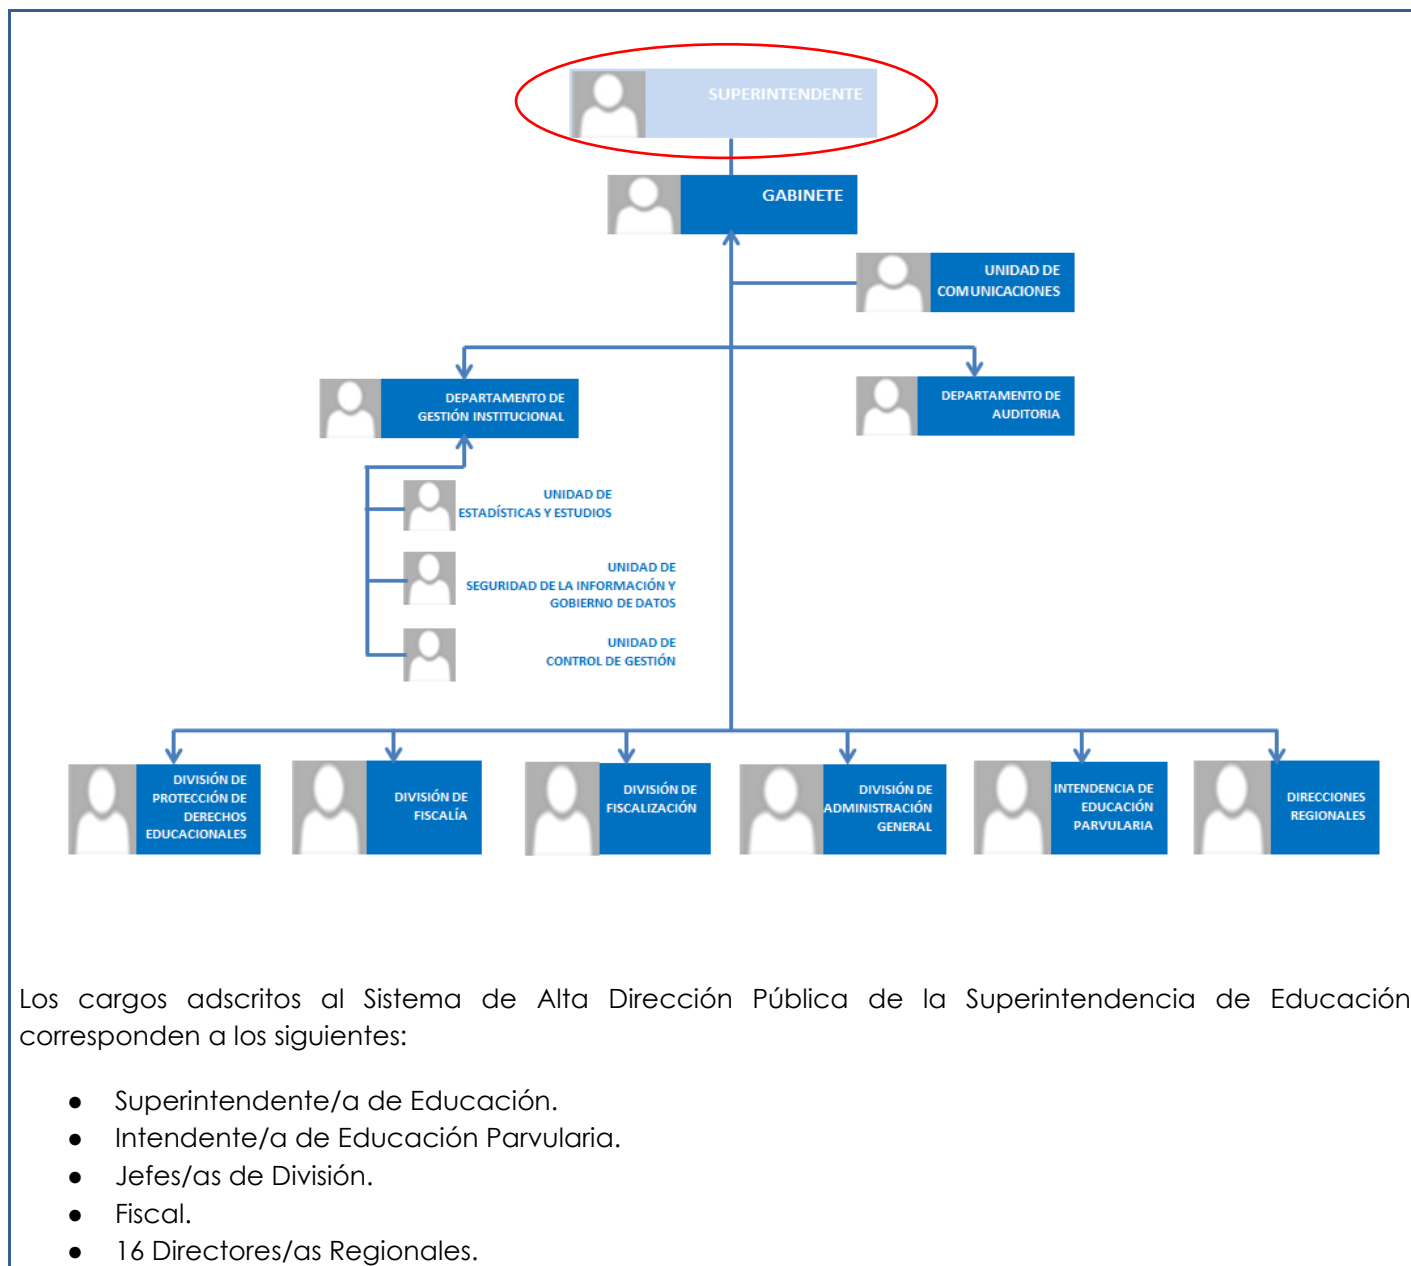 SUPERINTENDENTE
GABINETE
UNIDAD DE
COMUNICACIONES
DEPARTAMENTO DE
GESTIÓN INSTITUCIONAL
DEPARTAMENTO DE
AUDITORIA
UNIDAD DE
ESTADÍSTICAS Y ESTUDIOS
UNIDAD DE
SEGURIDAD DE LA INFORMACIÓN Y
GOBIERNO DE DATOS
UNIDAD DE
CONTROL DE GESTIÓN
DIVISIÓN DE
PROTECCIÓN DE
DERECHOS
EDUCACIONALES
DIVISIÓN DE
FISCALÍA
DIVISIÓN DE
FISCALIZACIÓN
DIVISIÓN DE
ADMINISTRACIÓN
GENERAL
INTENDENCIA DE
EDUCACIÓN
PARVULARIA
DIRECCIONES
REGIONALES
Los cargos adscritos al Sistema de Alta Dirección Pública de la Superintendencia de Educación
corresponden a los siguientes:
● Superintendente/a de Educación.
● Intendente/a de Educación Parvularia.
● Jefes/as de División.
● Fiscal.
● 16 Directores/as Regionales.